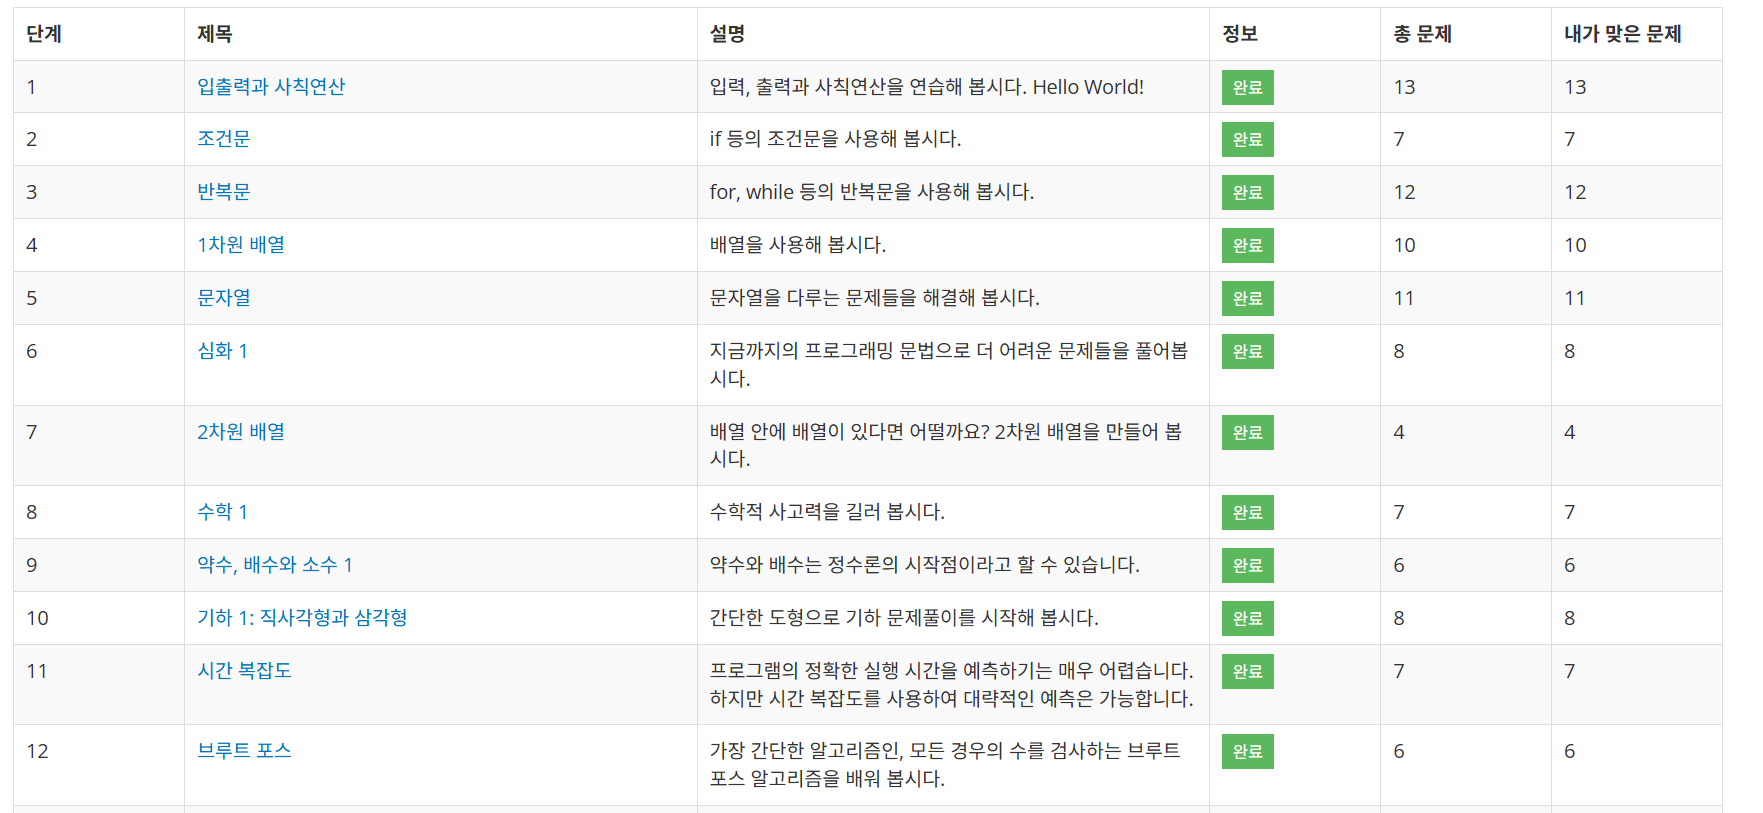 단계 제목 설명 정보 총 문제 내가 맞은 문제
1 입출력과 사칙연산 입력, 출력과 사칙연산을 연습해 봅시다. Hello World! 완료 13 13
2 조건문 if 등의 조건문을 사용해 봅시다. 완료 7 7
3 반복문 for, while 등의 반복문을 사용해 봅시다. 완료 12 12
4 1차원 배열 배열을 사용해 봅시다. 완료 10 10
5 문자열 문자열을 다루는 문제들을 해결해 봅시다. 완료 11 11
6 심화 1 지금까지의 프로그래밍 문법으로 더 어려운 문제들을 풀어봅 완료 8 8
시다.
7 2차원 배열 배열 안에 배열이 있다면 어떨까요? 2차원 배열을 만들어 봅 완료 4 4
시다.
8 수학 1 수학적 사고력을 길러 봅시다. 완료 7 7
9 약수, 배수와 소수 1 약수와 배수는 정수론의 시작점이라고 할 수 있습니다. 완료 6 6
10 기하 1: 직사각형과 삼각형 간단한 도형으로 기하 문제풀이를 시작해 봅시다. 완료 8 8
11 시간 복잡도 프로그램의 정확한 실행 시간을 예측하기는 매우 어렵습니다. 완료 7 7
하지만 시간 복잡도를 사용하여 대략적인 예측은 가능합니다.
12 브루트 포스 가장 간단한 알고리즘인, 모든 경우의 수를 검사하는 브루트 완료 6 6
포스 알고리즘을 배워 봅시다.